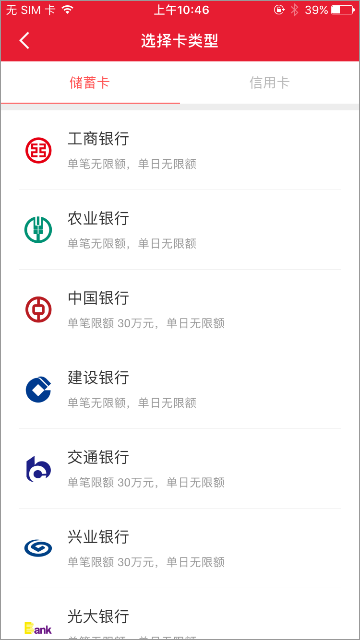 无 SIM 卡 上午10:46 39%
选择卡类型
储蓄卡 信用卡
工商银行
单笔无限额，单日无限额
农业银行
单笔无限额，单日无限额
中国银行
单笔限额 30万元，单日无限额
建设银行
单笔无限额，单日无限额
交通银行
单笔限额 30万元，单日无限额
兴业银行
单笔限额 30万元，单日无限额
光大银行
Bank